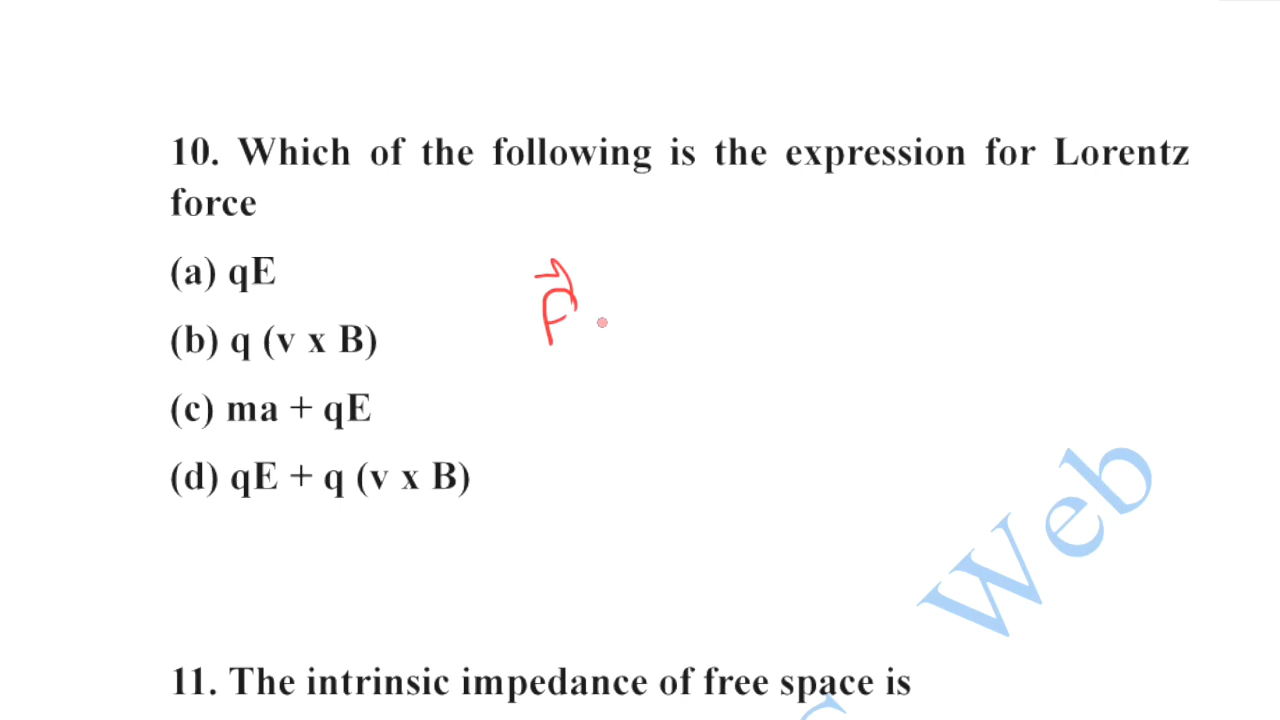 10. Which of the following is the expression for Lorentz
force
(a) qE
F
(b) q (v x B)
(c) ma + qE
(d) qE + q (v x B)
Web
11. The intrinsic impedance of free space is